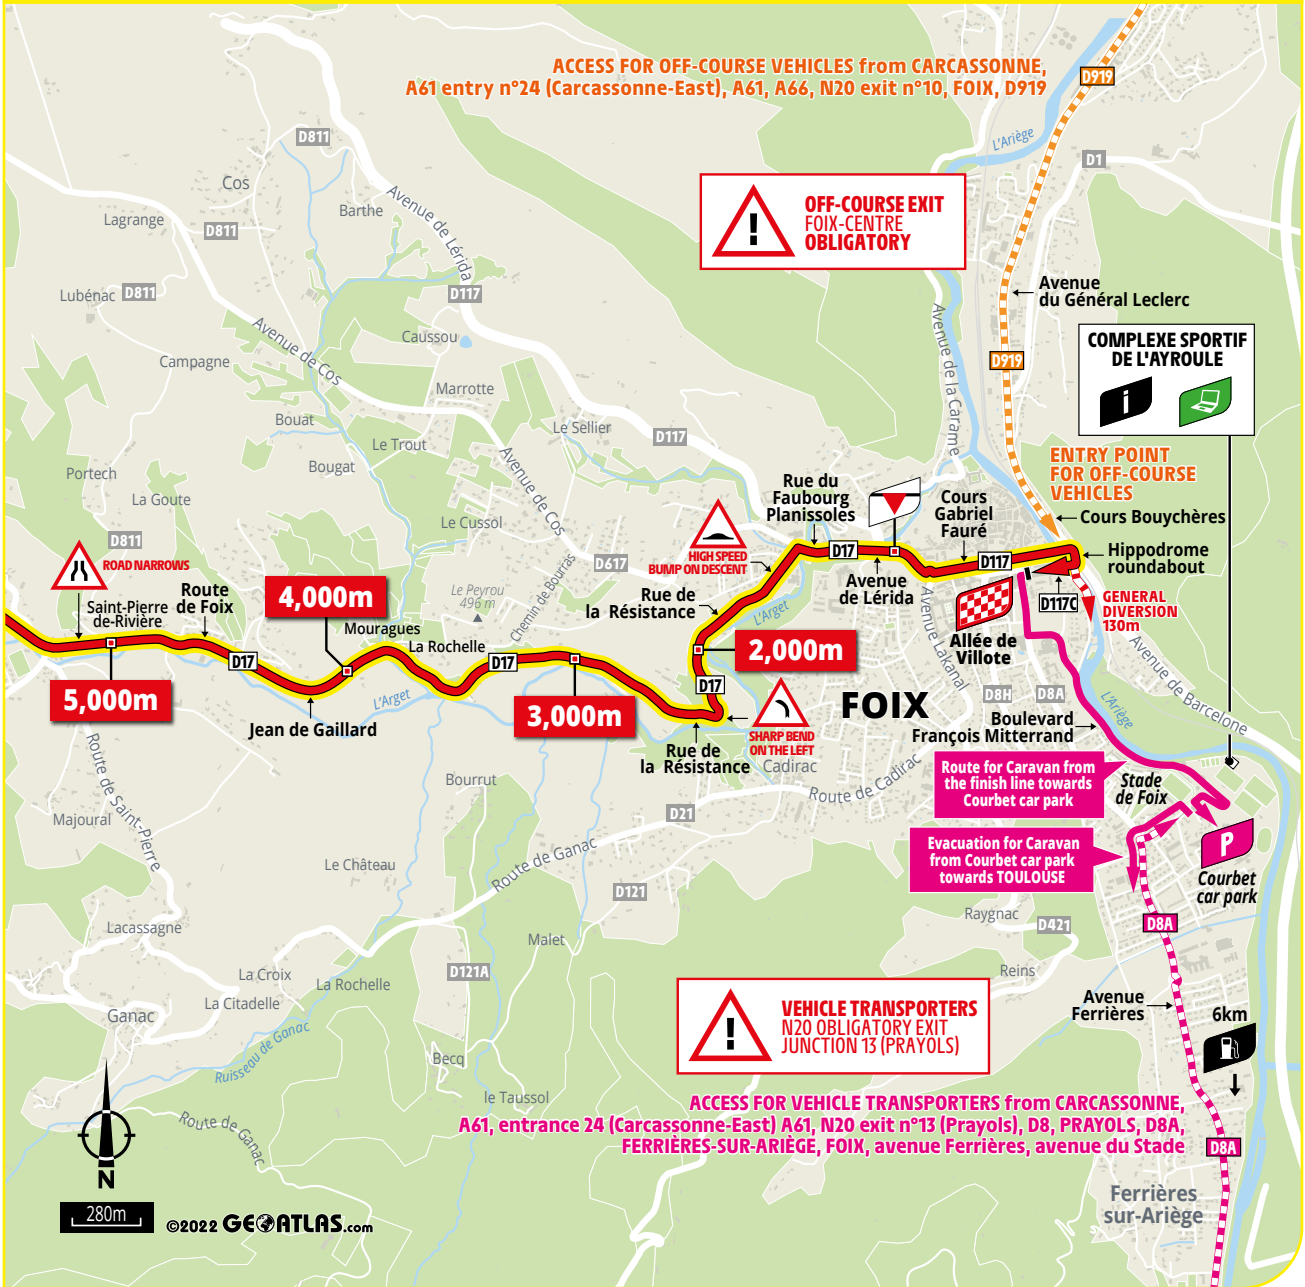 ACCESS FOR OFF-COURSE VEHICLES from CARCASSONNE,
A61 entry n°24 (Carcassonne-East), A61, A66, N20 exit n°10, FOIX, D919
D919
L'Ariège
D1
D811
Cos
Barthe
Avenue de Lérida
Lagrange
D811
OFF-COURSE EXIT
FOIX-CENTRE
OBLIGATORY
Lubénac
D811
D117
Avenue
du Général Leclerc
Avenue de la Carame
Avenue de Cos
Caussou
Campagne
D919
COMPLEXE SPORTIF
DE L'AYROULE
i
Marrotte
Bouat
Le Trout
Le Sellier
D117
Bougat
Portech
La Goute
Avenue de Cos
ENTRY POINT
FOR OFF-COURSE
VEHICLES
Rue du
Faubourg
Planissoles
Cours
Gabriel
Fauré
Cours Bouychères
Le Cussol
D811
ROAD NARROWS
HIGH SPEED
BUMP ON DESCENT
D617
D17
D117
Hippodrome
roundabout
Route
de Foix
Saint-Pierre
de-Rivière
4,000m
Le Peyrou
496 m
Chemin de Bourras
Rue de
la Résistance
L'Arget
Avenue
de Lérida
Avenue Lakanal
D117C
GENERAL
DIVERSION
130m
Mouragues
La Rochelle
Allée de
Villote
2,000m
D17
D17
D17
Avenue de Barcelone
5,000m
L'Arget
Jean de Gaillard
3,000m
SHARP BEND
ON THE LEFT
FOIX
D8H
D8A
L'Ariège
Boulevard
François Mitterrand
Rue de
la Résistance
Cadirac
Route de Cadirac
Route de Saint-Pierre
Bourrut
Route for Caravan from
the finish line towards
Courbet car park
Stade
de Foix
Majoural
D21
Le Château
Route de Ganac
Evacuation for Caravan
from Courbet car park
towards TOULOUSE
P
Courbet
car park
D121
Raygnac
D421
D8A
Lacassagne
Malet
La Croix
La Rochelle
D121A
Reins
La Citadelle
Ganac
VEHICLE TRANSPORTERS
N20 OBLIGATORY EXIT
JUNCTION 13 (PRAYOLS)
Avenue
Ferrières
6km
Ruisseau de Ganac
Becq
le Taussol
Route de Ganac
ACCESS FOR VEHICLE TRANSPORTERS from CARCASSONNE,
A61, entrance 24 (Carcassonne-East) A61, N20 exit n°13 (Prayols), D8, PRAYOLS, D8A,
FERRIÈRES-SUR-ARIÈGE, FOIX, avenue Ferrières, avenue du Stade
D8A
N
Ferrières
sur-Ariège
280m
©2022 GEOATLAS.com